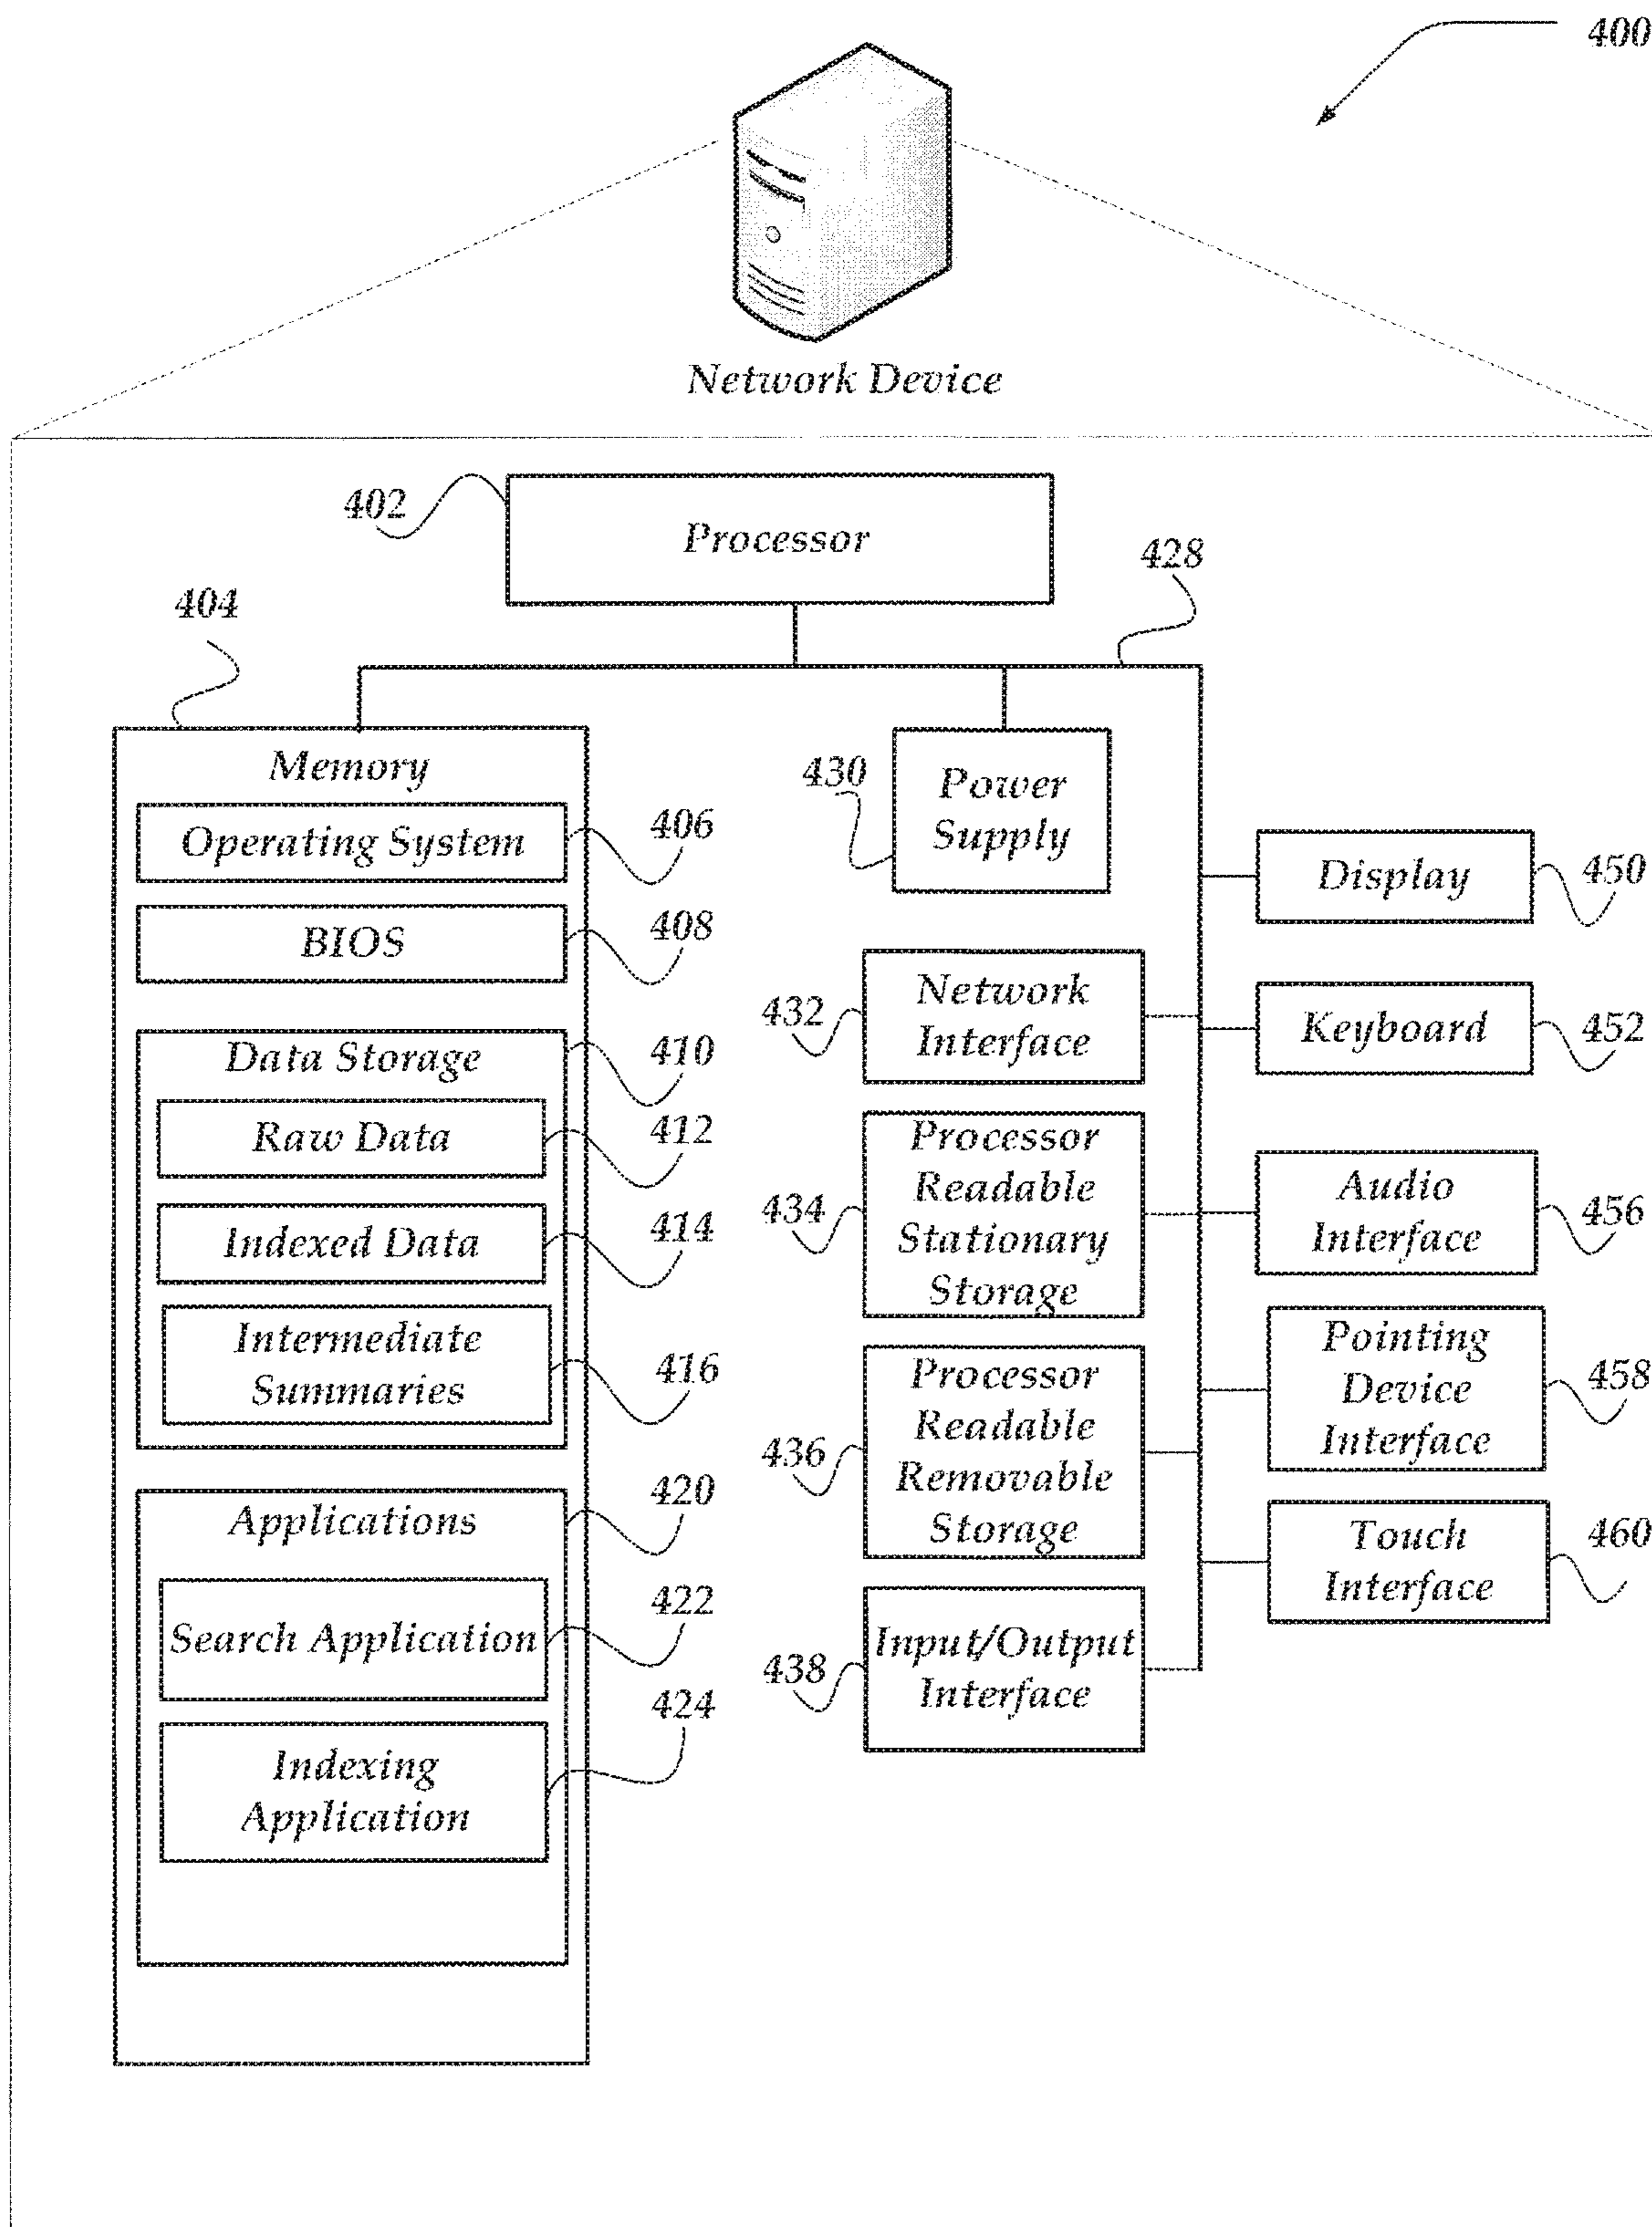 400
Network Device
402
Processor
428
404
Memory
Operating System
406
BIOS
408
Data Storage
410
Raw Data
412
Indexed Data
414
Intermediate
Summaries
416
Applications
420
Search Application
422
Indexing
Application
424
430
Power
Supply
432
Network
Interface
434
Processor
Readable
Stationary
Storage
436
Processor
Readable
Removable
Storage
438
Input/Output
Interface
Display
450
Keyboard
452
Audio
Interface
456
Pointing
Device
Interface
458
Touch
Interface
460